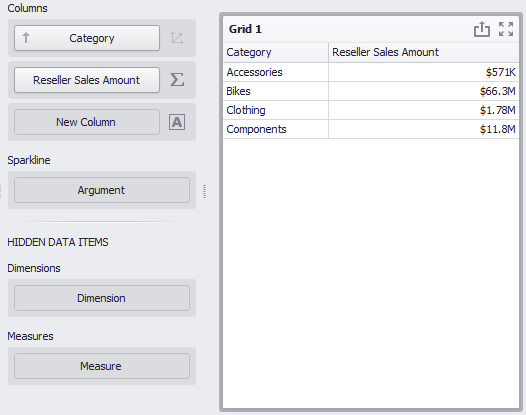 Columns
Category
Reseller Sales Amount
Σ
New Column
A
Sparkline
Argument
HIDDEN DATA ITEMS
Dimensions
Dimension
Measures
Measure
Grid 1
Category Reseller Sales Amount
Accessories $571K
Bikes $66.3M
Clothing $1.78M
Components $11.8M